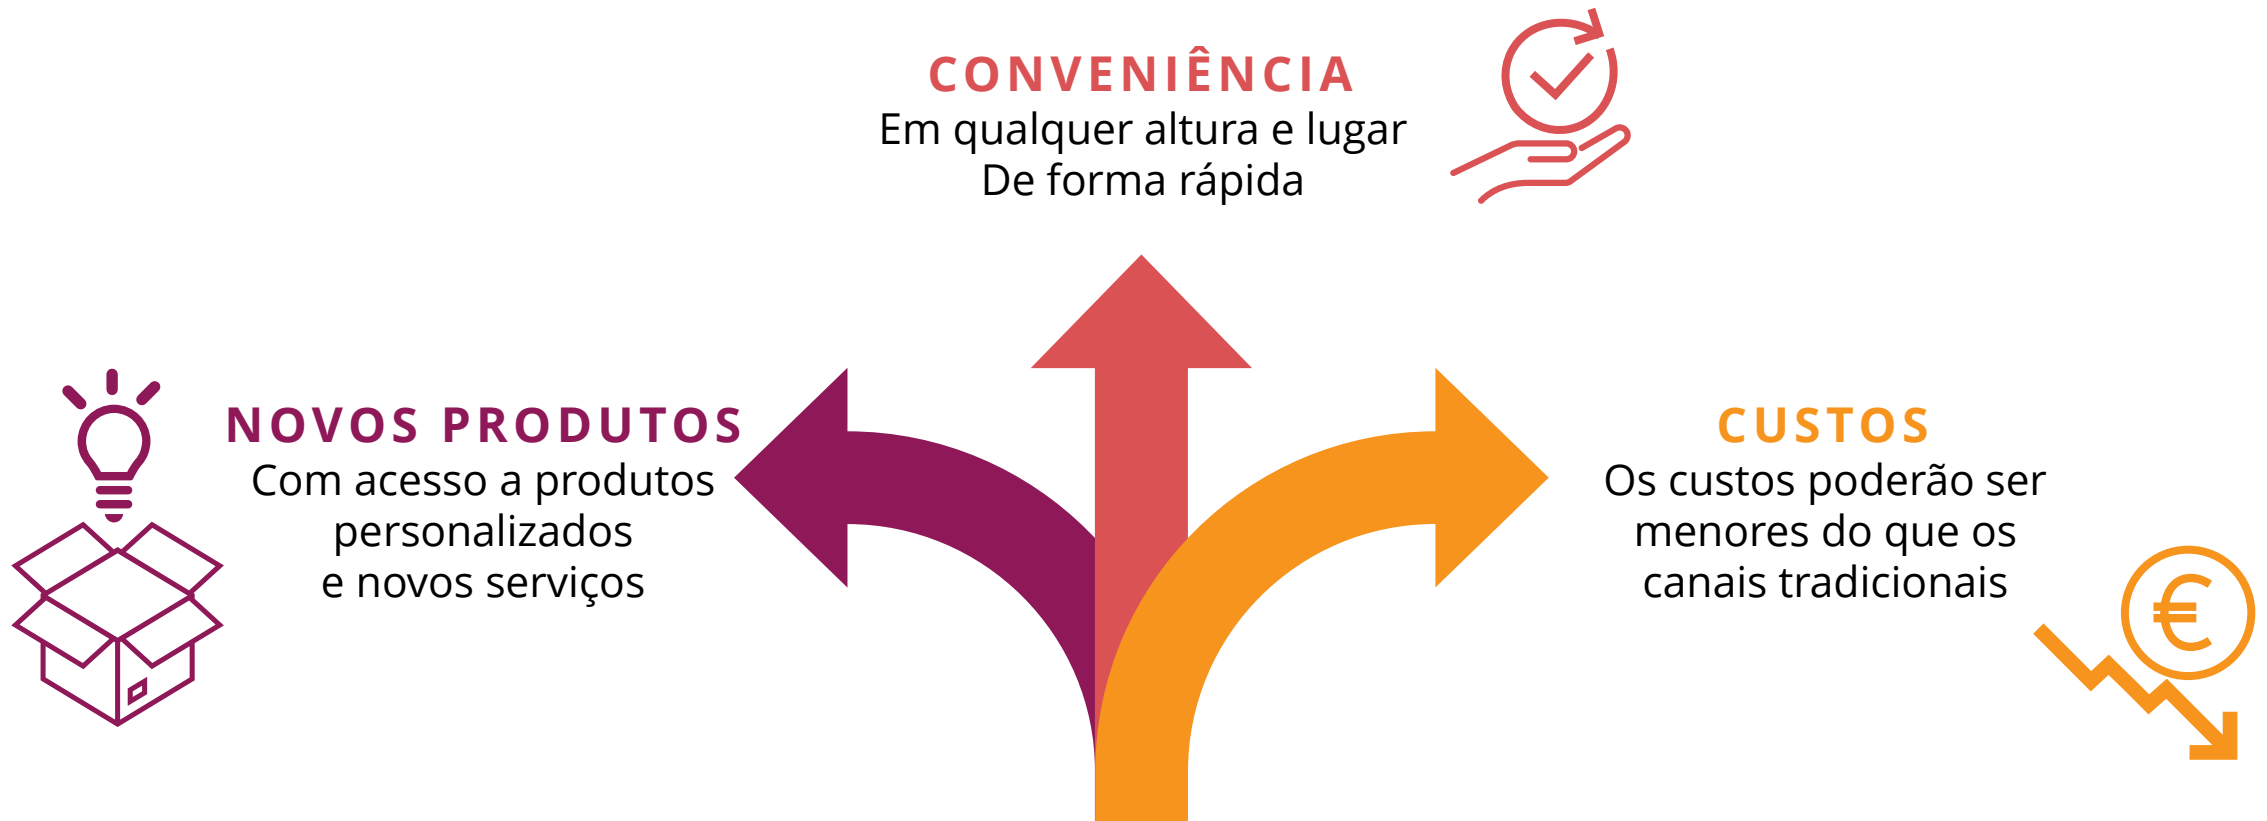 CONVENIÊNCIA
Em qualquer altura e lugar
De forma rápida
NOVOS PRODUTOS
Com acesso a produtos
personalizados
e novos serviços
CUSTOS
Os custos poderão ser
menores do que os
canais tradicionais
€